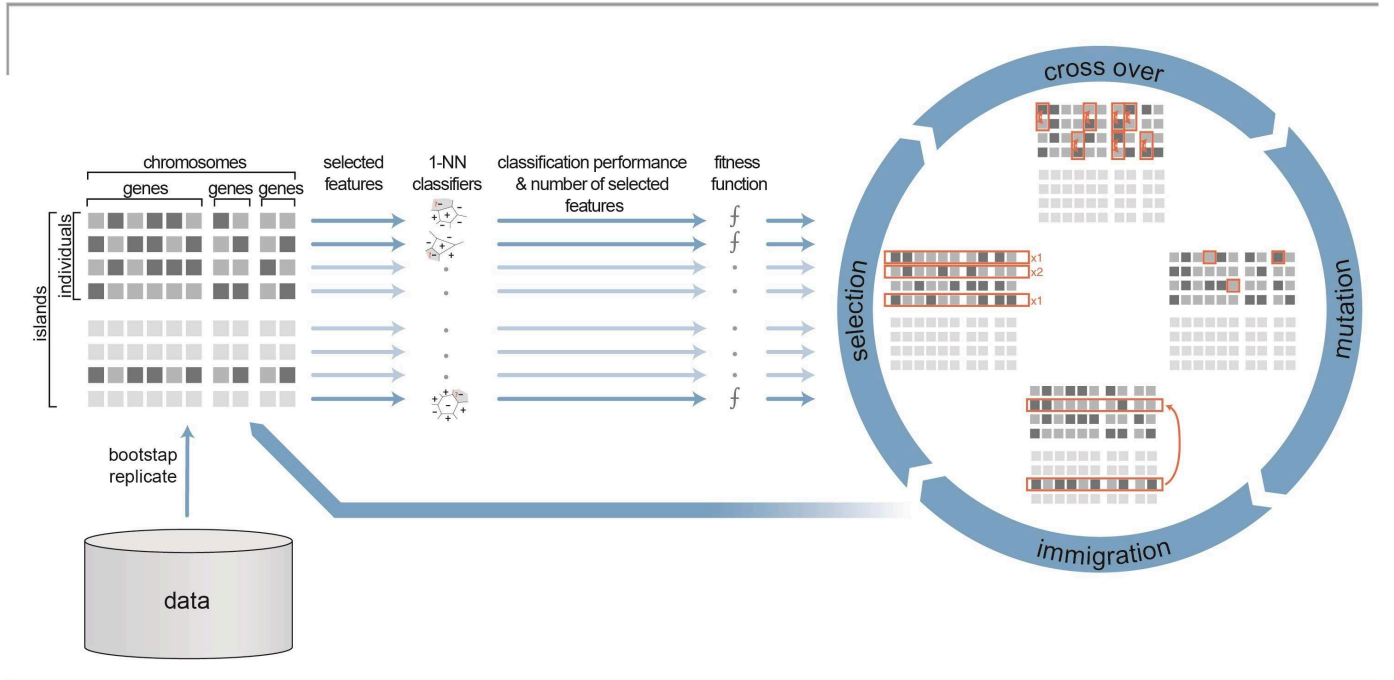 cross over
chromosomes
selected
features
1-NN
classifiers
classification performance
& number of selected
features
fitness
function
genes
genes
genes
islands
individuals
+
-
f
f
f
selection
x1
x2
x1
mutation
bootstap
replicate
immigration
data